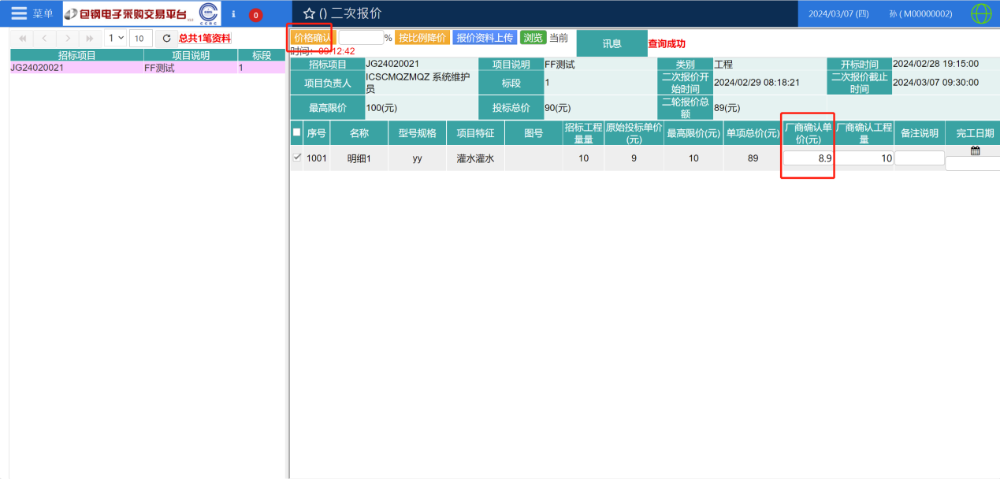 菜单
包钢电子采购交易平台
i 0
☆ () 二次报价
2024/03/07 (四) 孙 ( M00000002)
1 10 总共1笔资料
招标项目 项目说明 标段
JG24020021 FF测试 1
价格确认 % 按比例降价 报价资料上传 浏览 当前
时间：09:12:42
讯息 查询成功
招标项目 JG24020021 项目说明 FF测试 类别 工程 开标时间 2024/02/28 19:15:00
项目负责人 ICSCMQZMQZ 系统维护员 标段 1 二次报价开始时间 2024/02/29 08:18:21 二次报价截止时间 2024/03/07 09:30:00
最高限价 100(元) 投标总价 90(元) 二轮报价总额 89(元)
序号 名称 型号规格 项目特征 图号 招标工程量量 原始投标单价(元) 最高限价(元) 单项总价(元) 厂商确认单价(元) 厂商确认工程量 备注说明 完工日期
1001 明细1 yy 灌水灌水 10 9 10 89 8.9 10